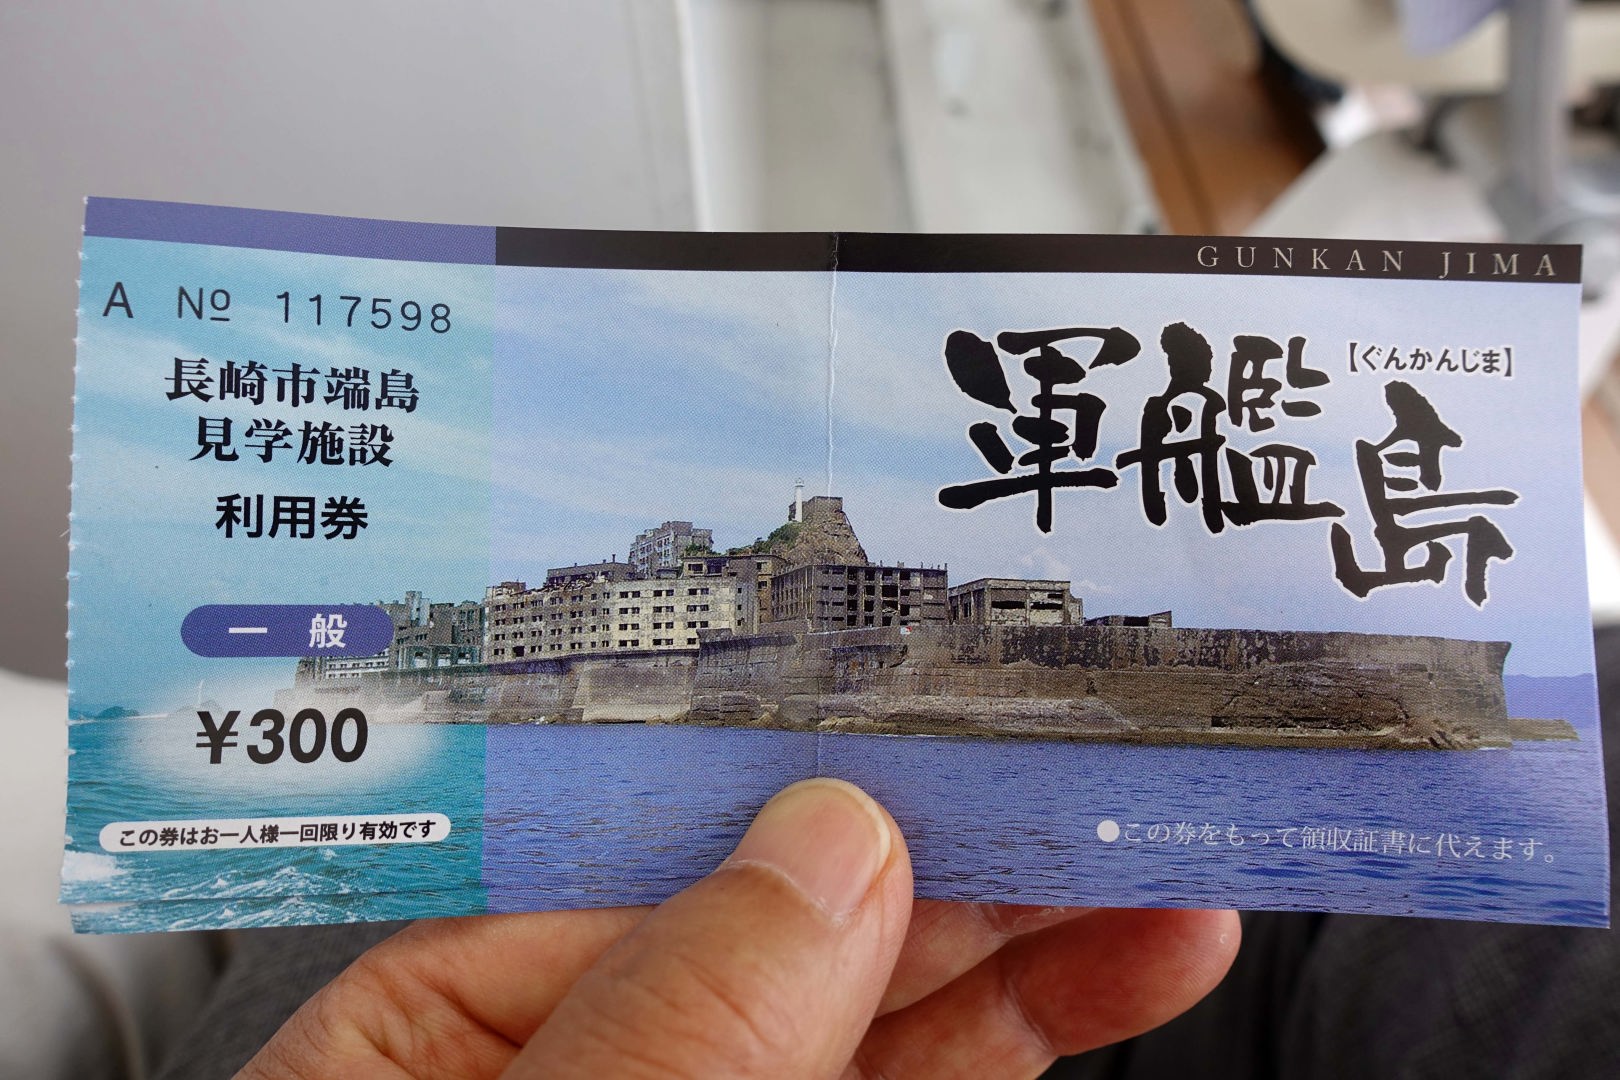 GUNKAN JIMA
A № 117598
長崎市端島
見学施設
利用券
一般
¥300
この券はお一人様一回限り有効です
軍艦島
【ぐんかんじま】
●この券をもって領収証書に代えます。